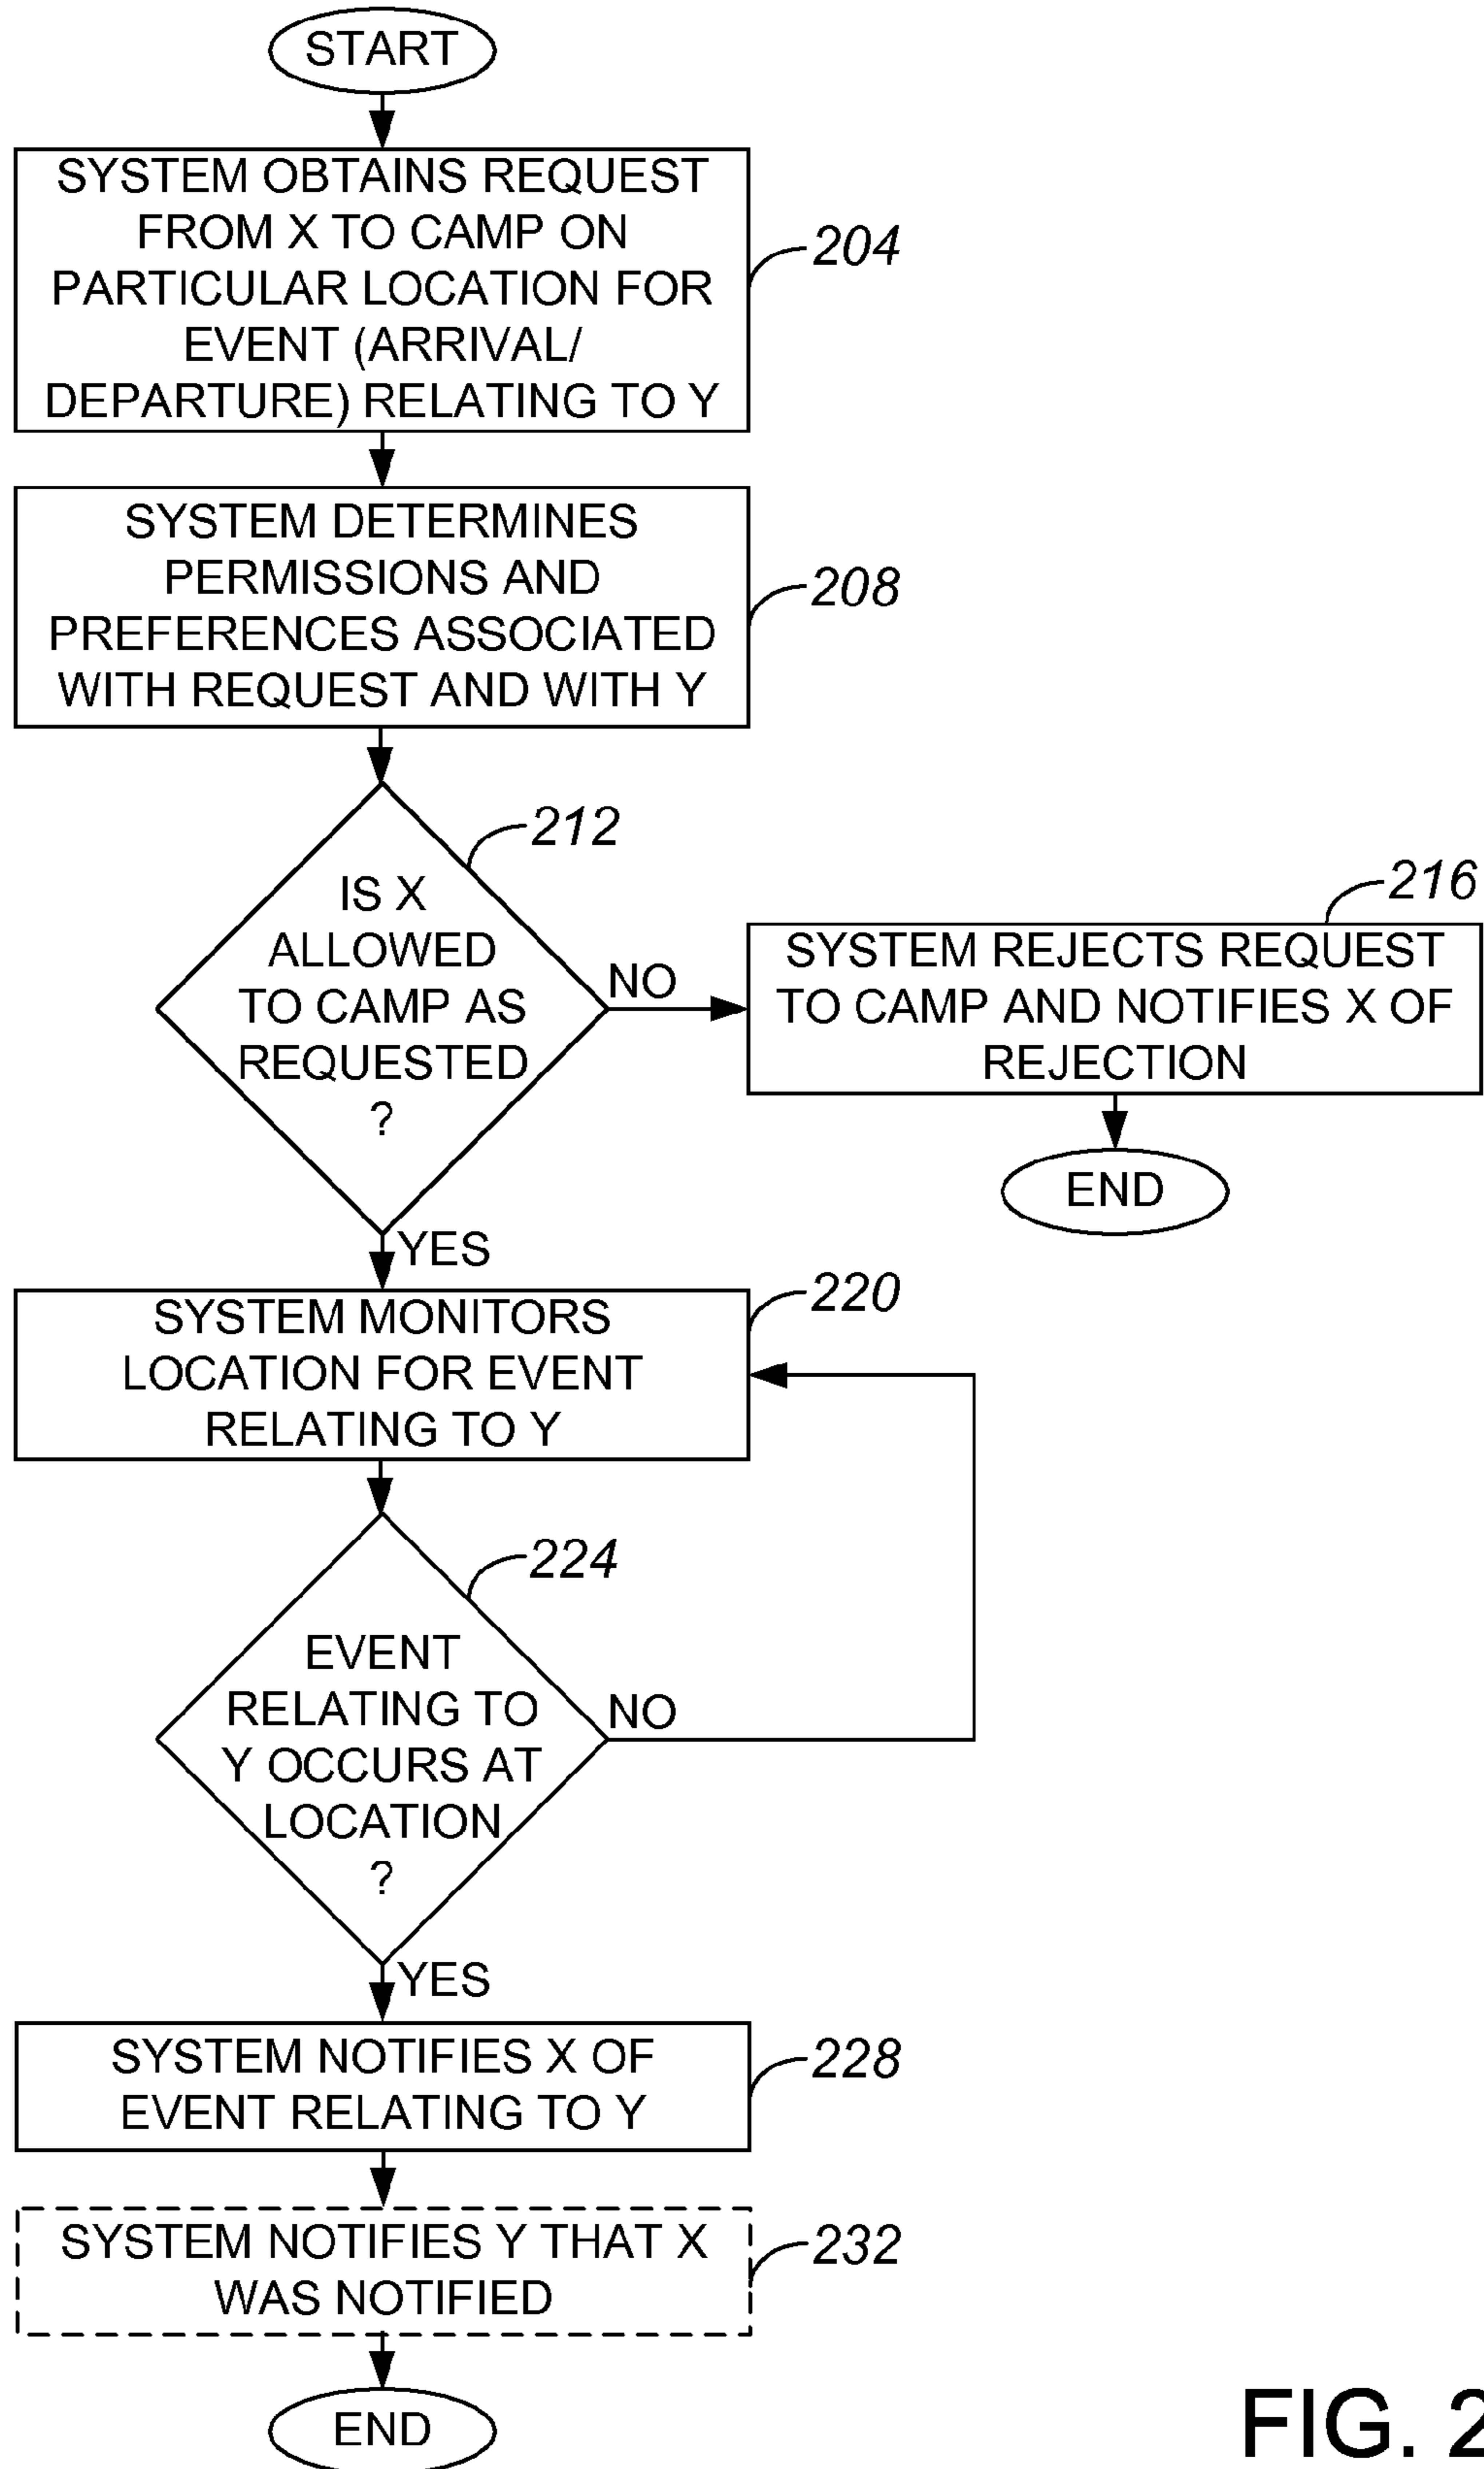 START
SYSTEM OBTAINS REQUEST
FROM X TO CAMP ON
PARTICULAR LOCATION FOR
EVENT (ARRIVAL/
DEPARTURE) RELATING TO Y
204
SYSTEM DETERMINES
PERMISSIONS AND
PREFERENCES ASSOCIATED
WITH REQUEST AND WITH Y
208
212
IS X
ALLOWED
TO CAMP AS
REQUESTED
?
NO
216
SYSTEM REJECTS REQUEST
TO CAMP AND NOTIFIES X OF
REJECTION
END
YES
SYSTEM MONITORS
LOCATION FOR EVENT
RELATING TO Y
220
224
EVENT
RELATING TO
Y OCCURS AT
LOCATION
?
NO
YES
SYSTEM NOTIFIES X OF
EVENT RELATING TO Y
228
SYSTEM NOTIFIES Y THAT X
WAS NOTIFIED
232
END
FIG. 2